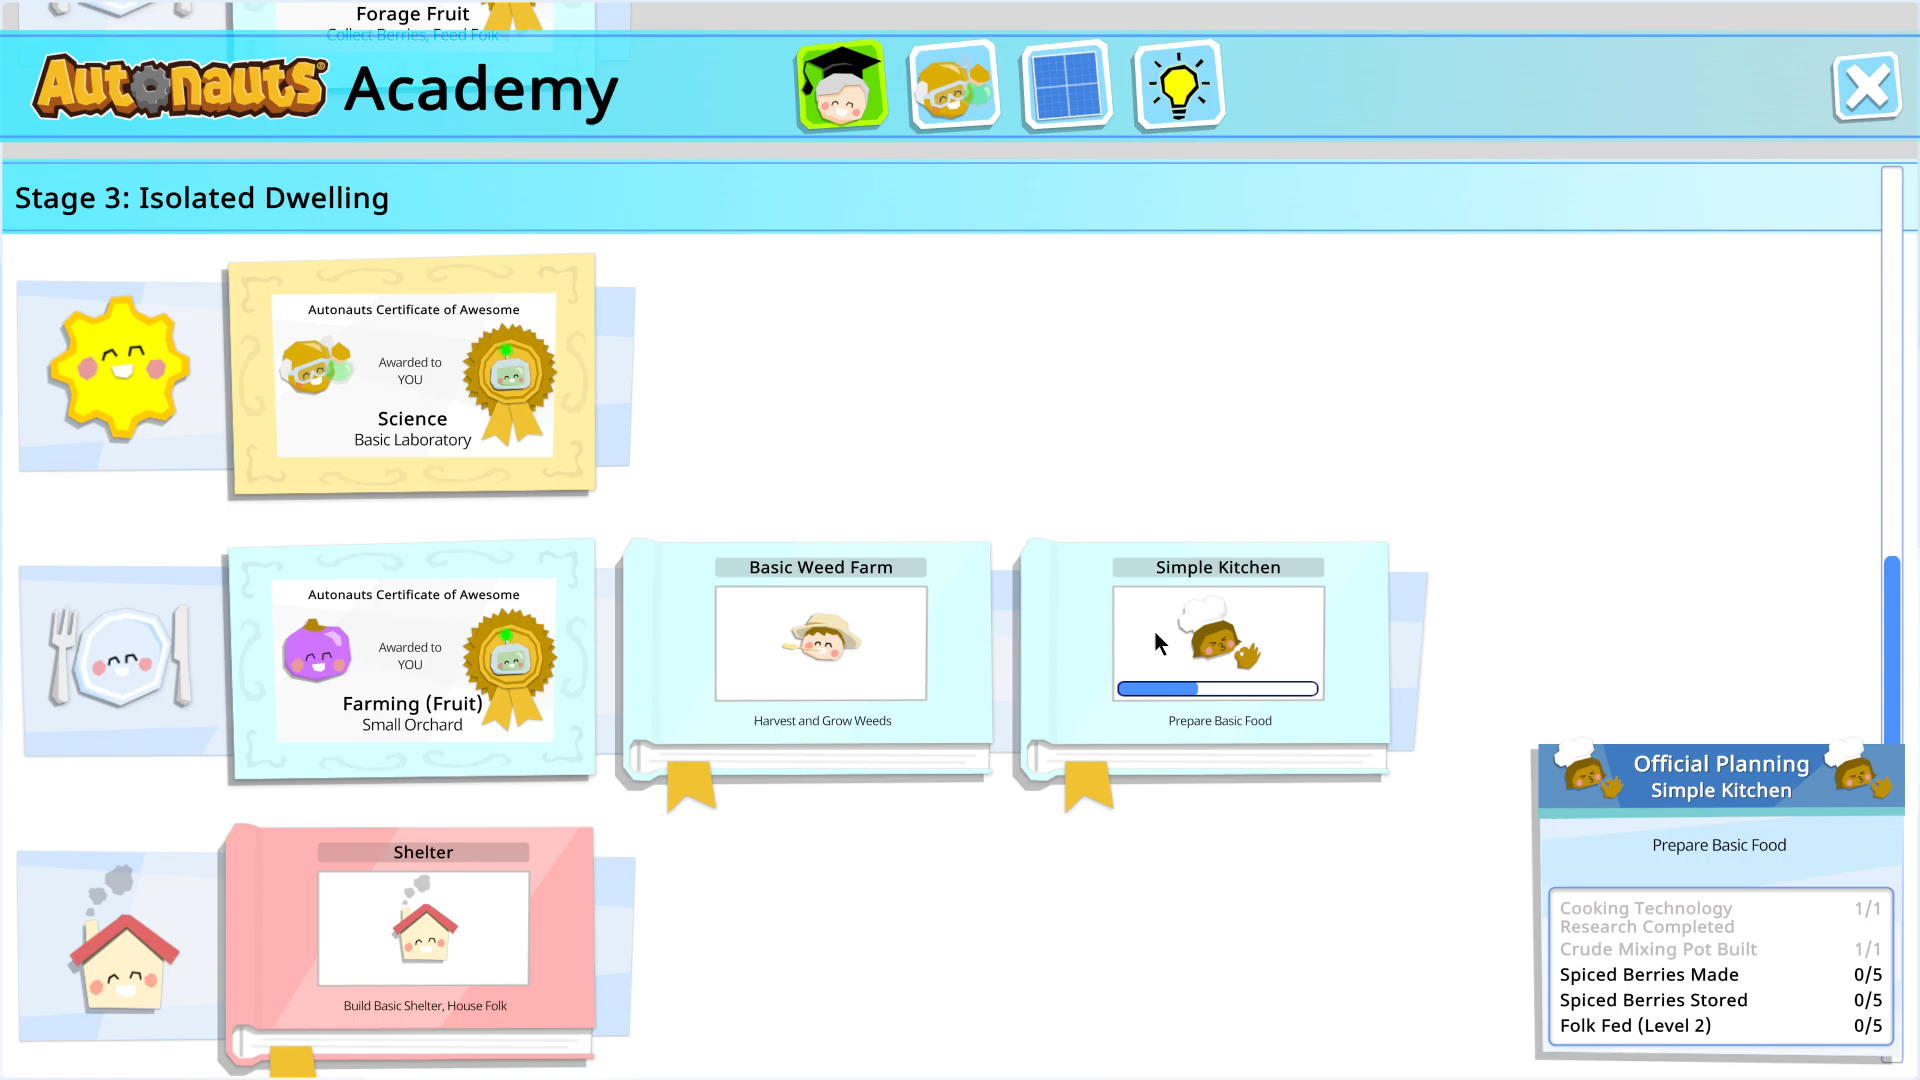 Forage Fruit
Collect Berries, Feed Folk
Autonauts® Academy
Stage 3: Isolated Dwelling
Autonauts Certificate of Awesome
Awarded to
YOU
Science
Basic Laboratory
Autonauts Certificate of Awesome
Awarded to
YOU
Farming (Fruit)
Small Orchard
Basic Weed Farm
Harvest and Grow Weeds
Simple Kitchen
Prepare Basic Food
Shelter
Build Basic Shelter, House Folk
Official Planning
Simple Kitchen
Prepare Basic Food
Cooking Technology 1/1
Research Completed
Crude Mixing Pot Built 1/1
Spiced Berries Made 0/5
Spiced Berries Stored 0/5
Folk Fed (Level 2) 0/5